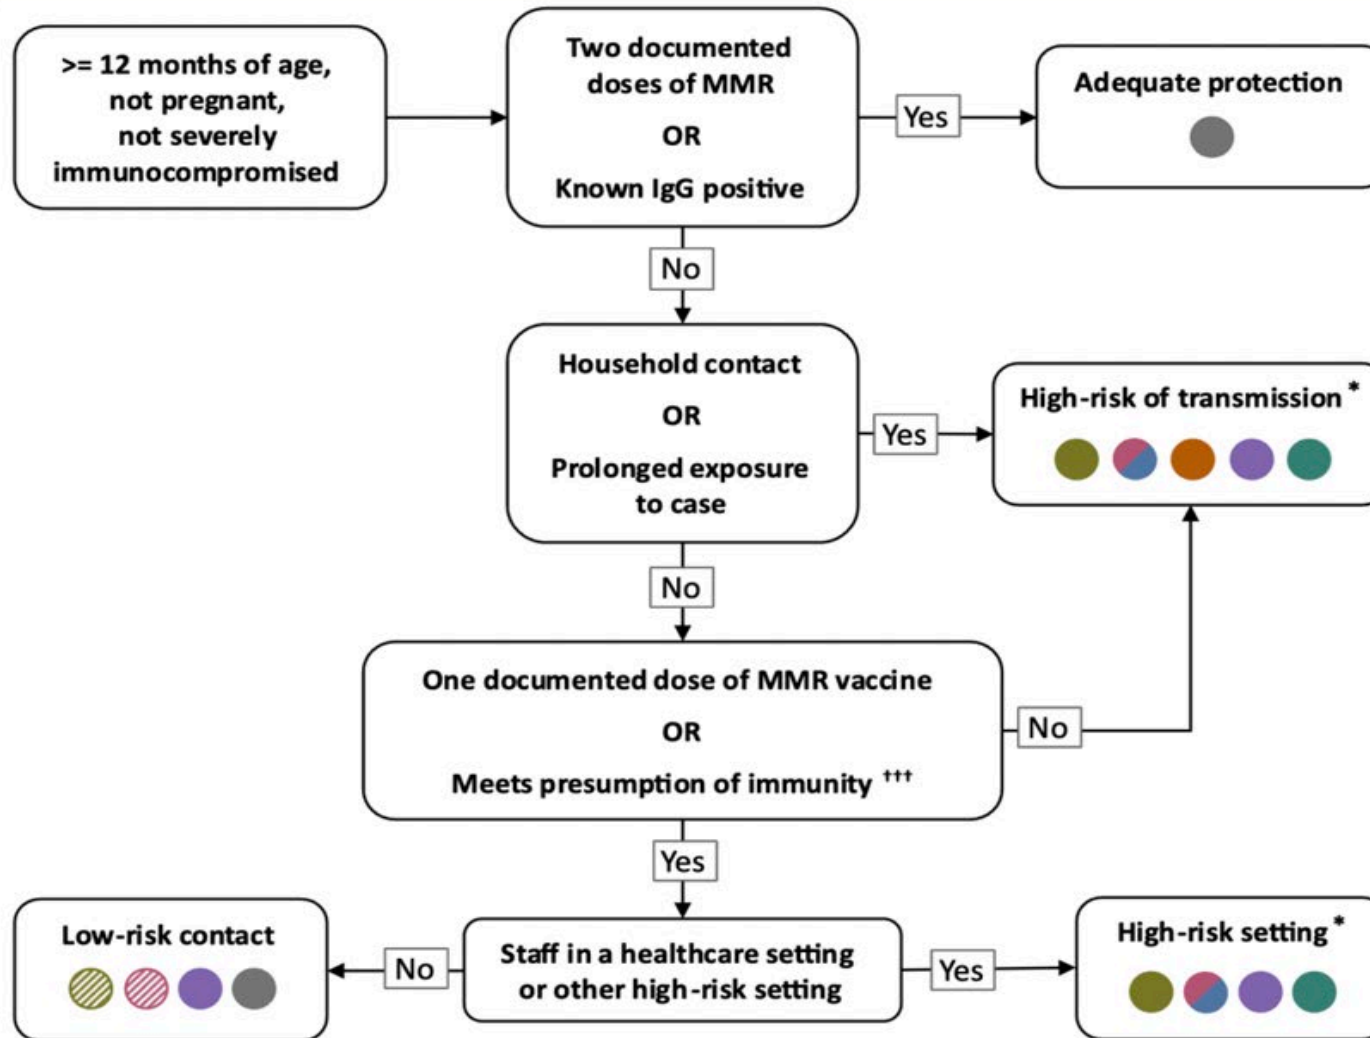 >= 12 months of age,
not pregnant,
not severely
immunocompromised
Two documented
doses of MMR
OR
Known IgG positive
Yes
Adequate protection
No
Household contact
OR
Prolonged exposure
to case
Yes
High-risk of transmission *
No
One documented dose of MMR vaccine
OR
Meets presumption of immunity †††
No
Yes
Low-risk contact
No
Staff in a healthcare setting
or other high-risk setting
Yes
High-risk setting *